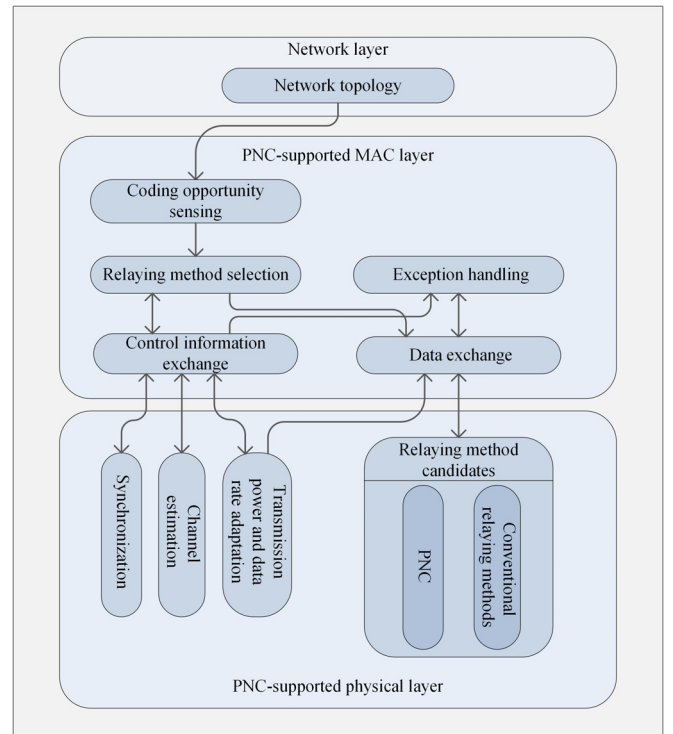 Network layer
Network topology
PNC-supported MAC layer
Coding opportunity
sensing
Relaying method selection
Exception handling
Control information
exchange
Data exchange
Synchronization
Channel
estimation
Transmission
power and data
rate adaptation
Relaying method
candidates
PNC
Conventional
relaying methods
PNC-supported physical layer